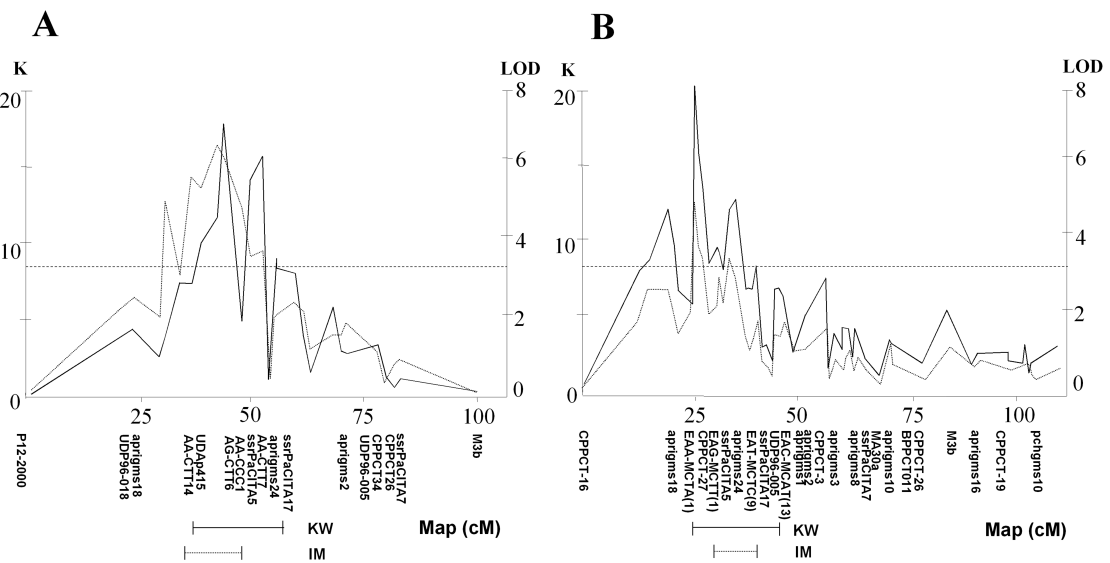 A
B
K
LOD
20
8
6
10
4
2
0
0
25
50
75
100
P12-2000
UDP96-018
aprigms18
AA-CTT14
UDAp415
AG-CTT6
AA-CCC1
ssrPaCITA5
AA-CTT7
aprigms24
ssrPaCITA17
aprigms2
UDP96-005
CPPCT34
CPPCT26
ssrPaCITA7
M3b
KW
Map (cM)
IM
K
LOD
20
8
6
10
4
2
0
0
25
50
75
100
CPPCT-16
aprigms18
EAA-MCTA(1)
CPPCT-27
EAG-MCTT(1)
ssrPaCITA5
aprigms24
EAT-MCTC(9)
ssrPaCITA17
UDP96-005
EAC-MCAT(13)
aprigms1
aprigms2
CPPCT-3
aprigms3
aprigms8
ssrPaCITA7
MA30a
aprigms10
BPPCT011
CPPCT-26
M3b
aprigms16
CPPCT-19
pchgms10
KW
Map (cM)
IM